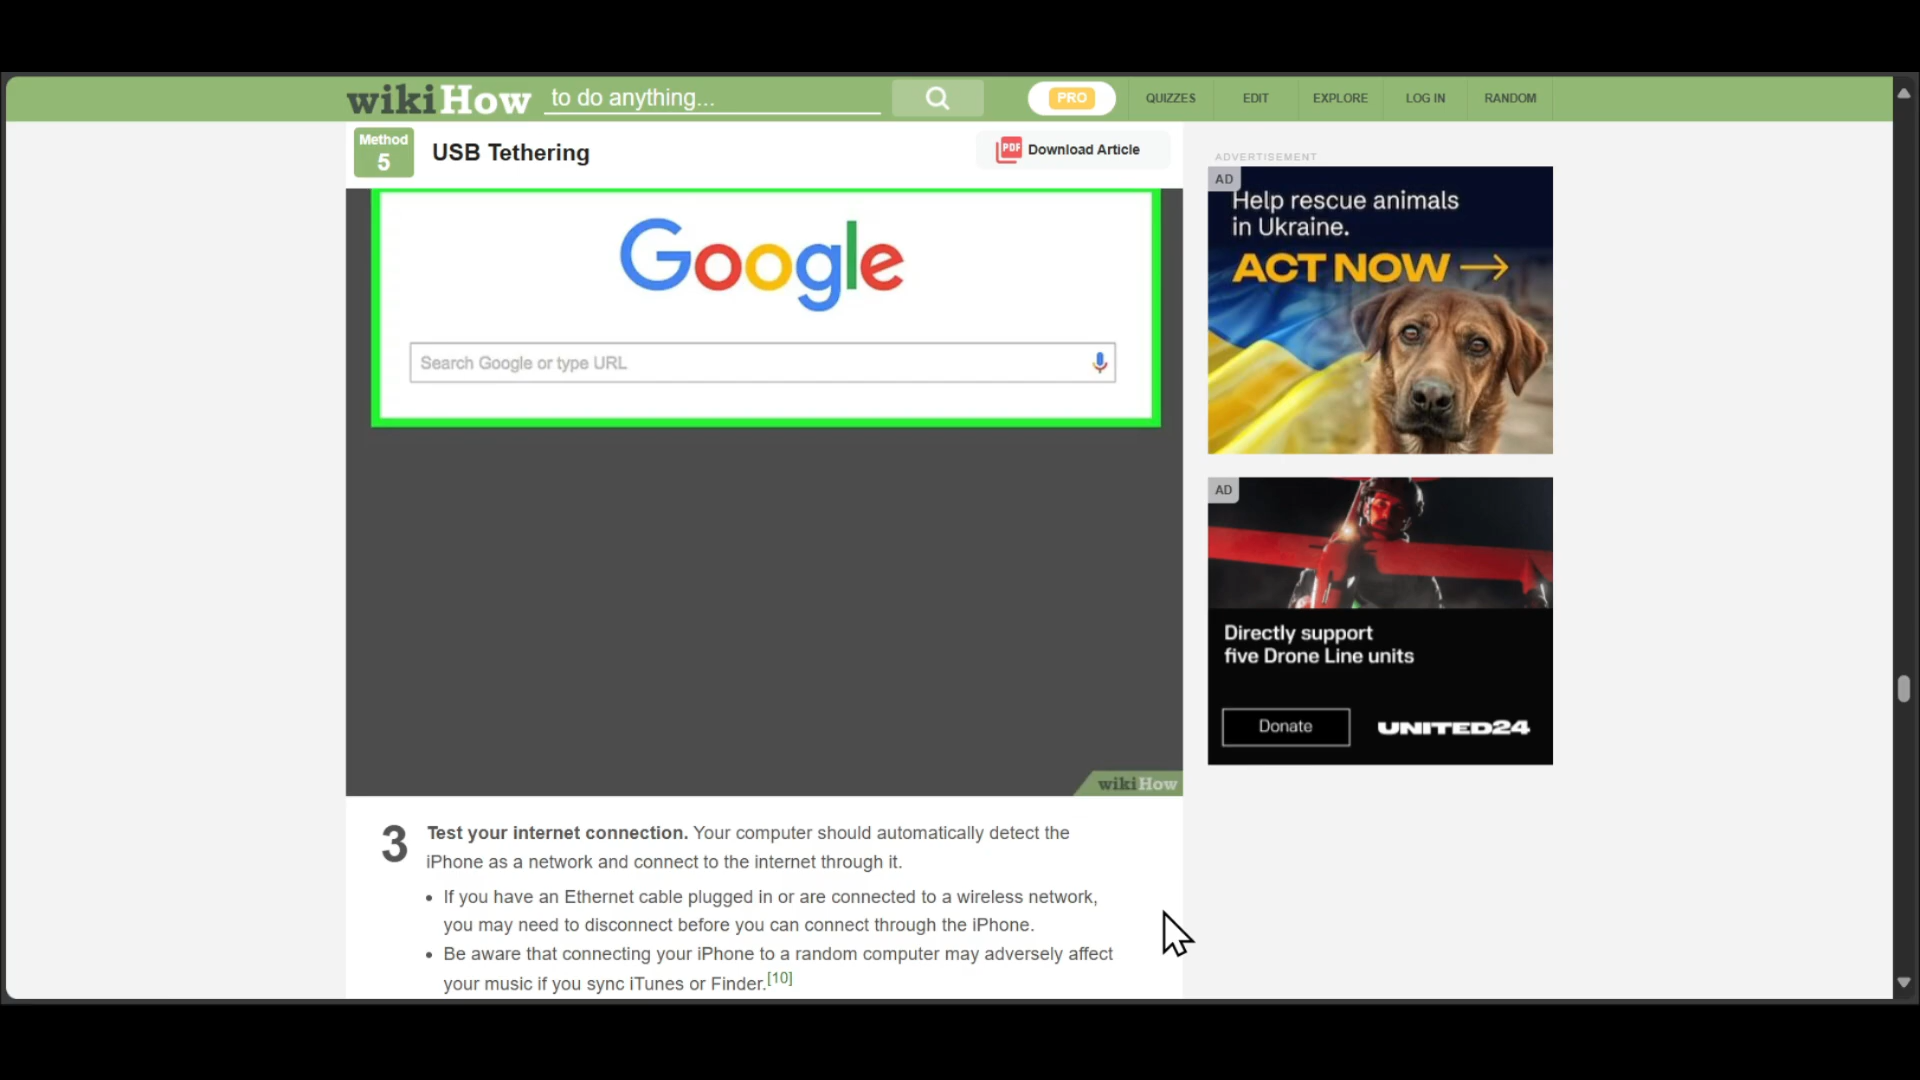 wikiHow to do anything...
PRO
QUIZZES
EDIT
EXPLORE
LOG IN
RANDOM
Method
5
USB Tethering
PDF Download Article
Google
Search Google or type URL
wikiHow
3
Test your internet connection. Your computer should automatically detect the
iPhone as a network and connect to the internet through it.
• If you have an Ethernet cable plugged in or are connected to a wireless network,
you may need to disconnect before you can connect through the iPhone.
• Be aware that connecting your iPhone to a random computer may adversely affect
your music if you sync iTunes or Finder.[10]
ADVERTISEMENT
AD
Help rescue animals
in Ukraine.
ACT NOW →
AD
Directly support
five Drone Line units
Donate
UNITED24